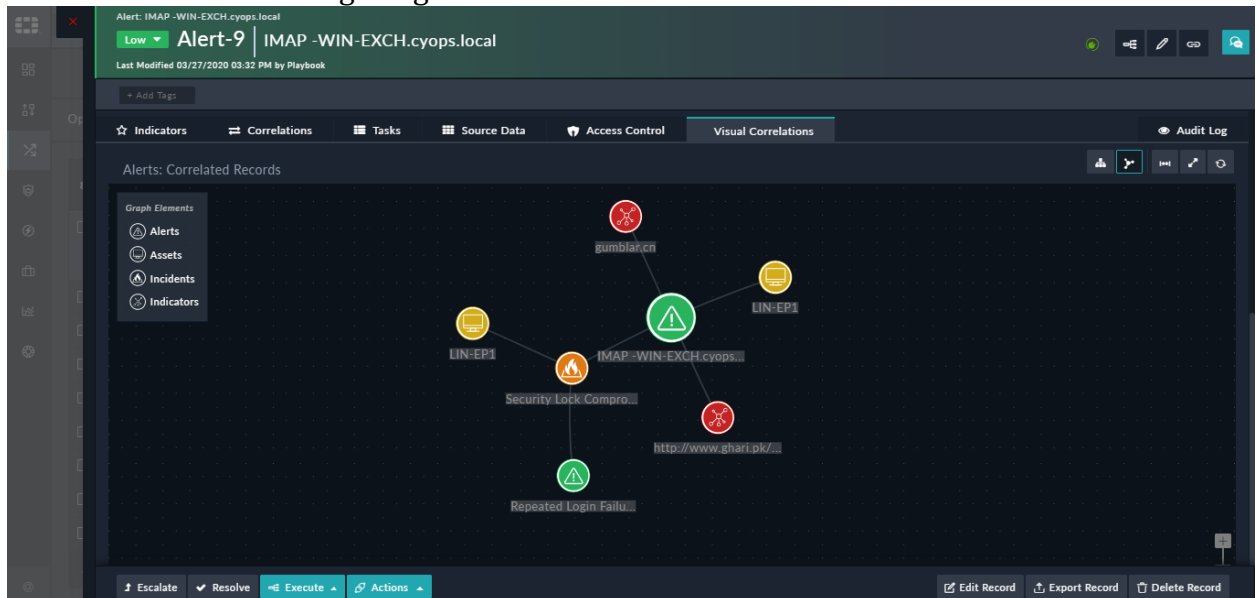 Alert: IMAP -WIN-EXCH.cyops.local
Low Alert-9 IMAP -WIN-EXCH.cyops.local
Last Modified 03/27/2020 03:32 PM by Playbook
+ Add Tags
Indicators Correlations Tasks Source Data Access Control Visual Correlations Audit Log
Alerts: Correlated Records
Graph Elements
Alerts
Assets
Incidents
Indicators
gumblar.cn
LIN-EP1
LIN-EP1
IMAP -WIN-EXCH.cyops...
Security Lock Compro...
http://www.ghari.pk/...
Repeated Login Failu...
Escalate Resolve Execute Actions Edit Record Export Record Delete Record